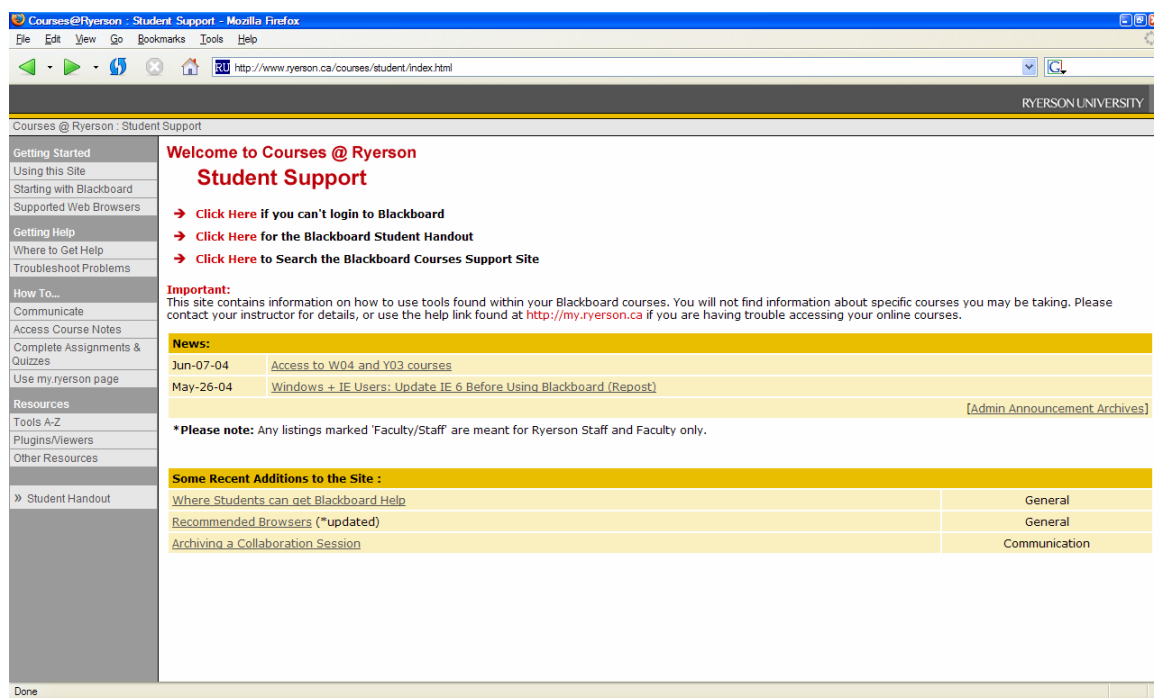 Courses@Ryerson : Student Support - Mozilla Firefox
File Edit View Go Bookmarks Tools Help
RU http://www.ryerson.ca/courses/student/index.html
G
RYERSON UNIVERSITY
Courses @ Ryerson : Student Support
Getting Started
Using this Site
Starting with Blackboard
Supported Web Browsers
Getting Help
Where to Get Help
Troubleshoot Problems
How To...
Communicate
Access Course Notes
Complete Assignments &
Quizzes
Use my.ryerson page
Resources
Tools A-Z
Plugins/Viewers
Other Resources
» Student Handout
Welcome to Courses @ Ryerson
Student Support
➔ Click Here if you can't login to Blackboard
➔ Click Here for the Blackboard Student Handout
➔ Click Here to Search the Blackboard Courses Support Site
Important:
This site contains information on how to use tools found within your Blackboard courses. You will not find information about specific courses you may be taking. Please
contact your instructor for details, or use the help link found at http://my.ryerson.ca if you are having trouble accessing your online courses.
News:
Jun-07-04 Access to W04 and Y03 courses
May-26-04 Windows + IE Users: Update IE 6 Before Using Blackboard (Repost)
[Admin Announcement Archives]
*Please note: Any listings marked 'Faculty/Staff' are meant for Ryerson Staff and Faculty only.
Some Recent Additions to the Site :
Where Students can get Blackboard Help General
Recommended Browsers (*updated) General
Archiving a Collaboration Session Communication
Done